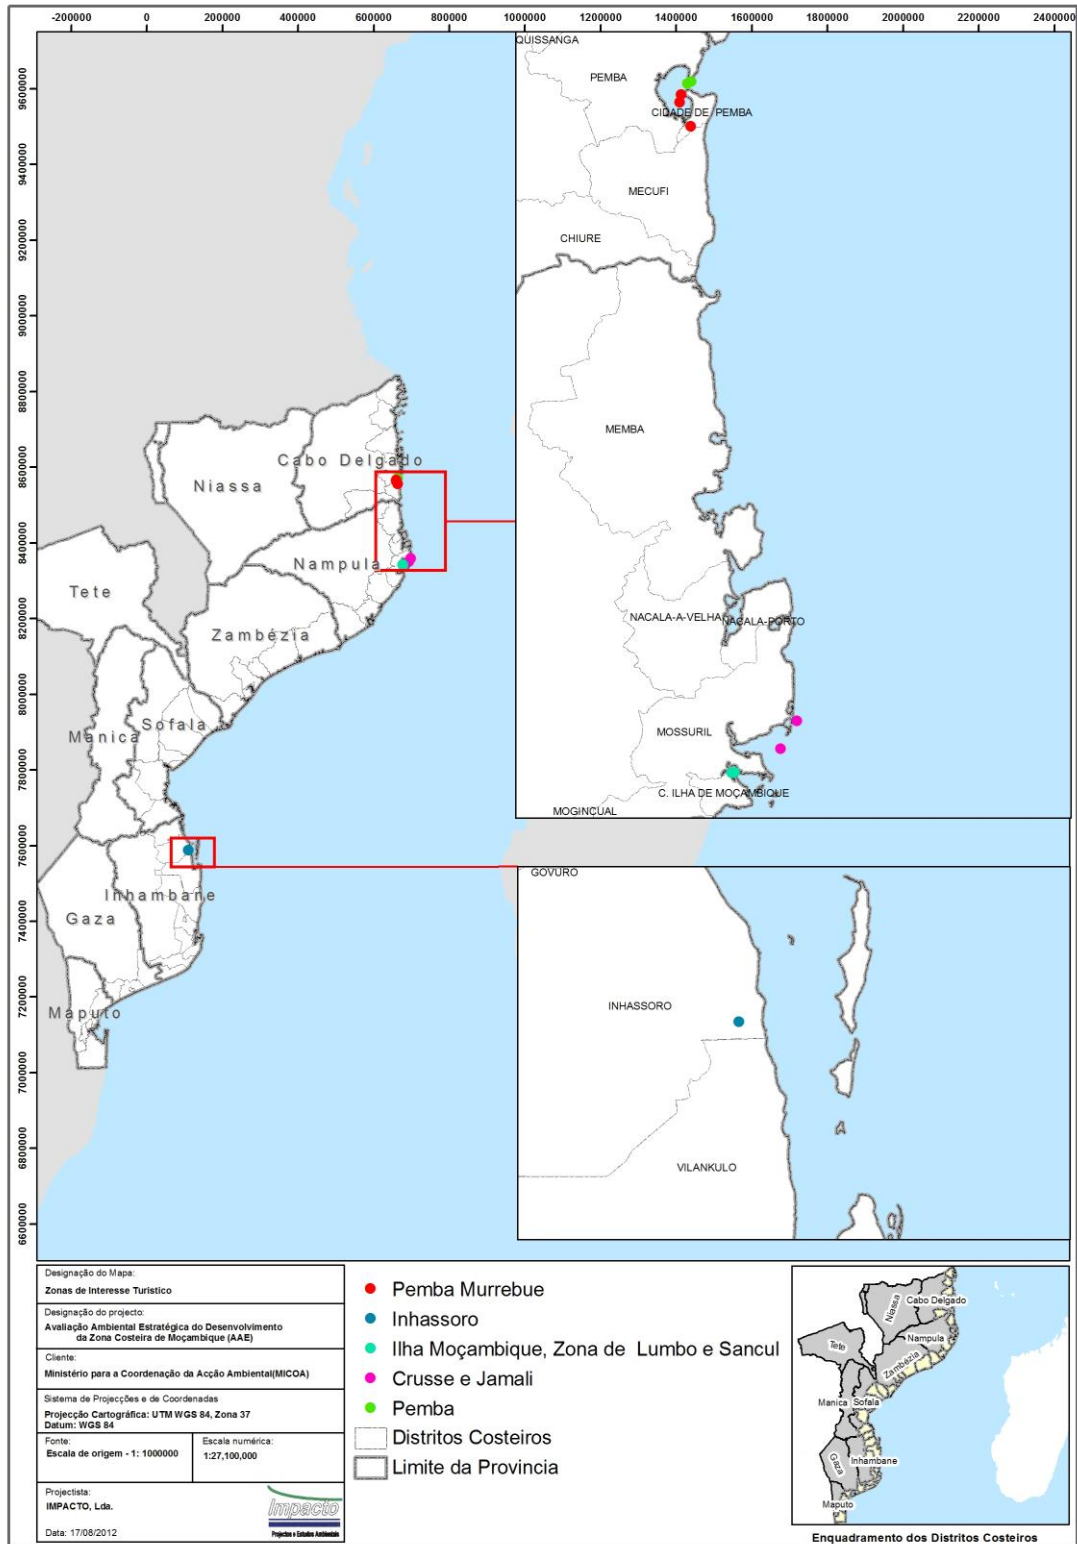 -200000 0 200000 400000 600000 800000 1000000 1200000 1400000 1600000 1800000 2000000 2200000 2400000
9600000
9400000
9200000
9000000
8800000
8600000
8400000
8200000
8000000
7800000
7600000
7400000
7200000
7000000
6800000
6600000
Cabo Delgado
Niassa
Nampula
Tete
Zambézia
Sofala
Manica
Inhambane
Gaza
Maputo
QUISSANGA
PEMBA
CIDADE DE PEMBA
MECUFI
CHIURE
MEMBA
NACALA-A-VELHA
NACALA-PORTO
MOSSURIL
C. ILHA DE MOÇAMBIQUE
MOGINCUAL
GOVURO
INHASSORO
VILANKULO
Designação do Mapa:
Zonas de Interesse Turistico
Designação do projecto:
Avaliação Ambiental Estratégica do Desenvolvimento
da Zona Costeira de Moçambique (AAE)
Cliente:
Ministério para a Coordenação da Acção Ambiental(MICOA)
Sistema de Projecções e de Coordenadas
Projecção Cartográfica: UTM WGS 84, Zona 37
Datum: WGS 84
Fonte:
Escala de origem - 1: 1000000
Escala numérica:
1:27,100,000
Projectista:
IMPACTO, Lda.
Data: 17/08/2012
Impacto
Projectos e Estudos Ambientais
Pemba Murrebue
Inhassoro
Ilha Moçambique, Zona de Lumbo e Sancul
Crusse e Jamali
Pemba
Distritos Costeiros
Limite da Provincia
Niassa
Cabo Delgado
Nampula
Tete
Zambézia
Manica
Sofala
Inhambane
Gaza
Maputo
Enquadramento dos Distritos Costeiros